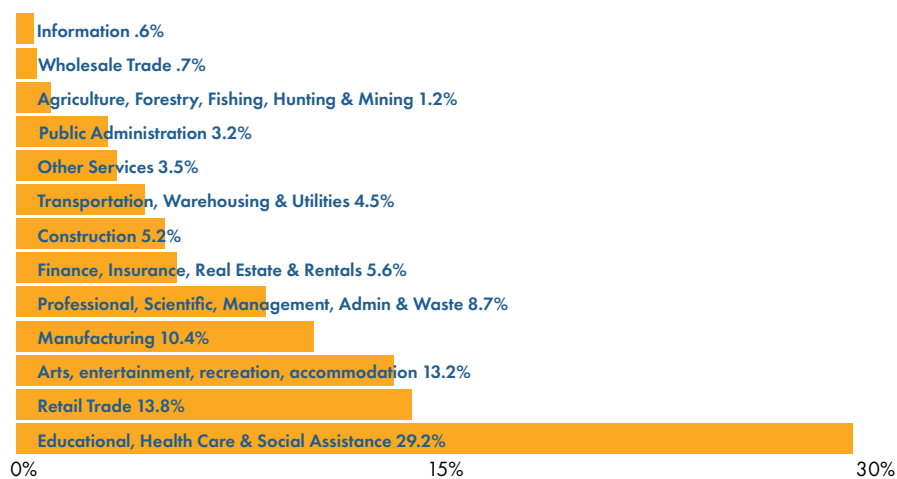 Information .6%
Wholesale Trade .7%
Agriculture, Forestry, Fishing, Hunting & Mining 1.2%
Public Administration 3.2%
Other Services 3.5%
Transportation, Warehousing & Utilities 4.5%
Construction 5.2%
Finance, Insurance, Real Estate & Rentals 5.6%
Professional, Scientific, Management, Admin & Waste 8.7%
Manufacturing 10.4%
Arts, entertainment, recreation, accommodation 13.2%
Retail Trade 13.8%
Educational, Health Care & Social Assistance 29.2%
0% 15% 30%